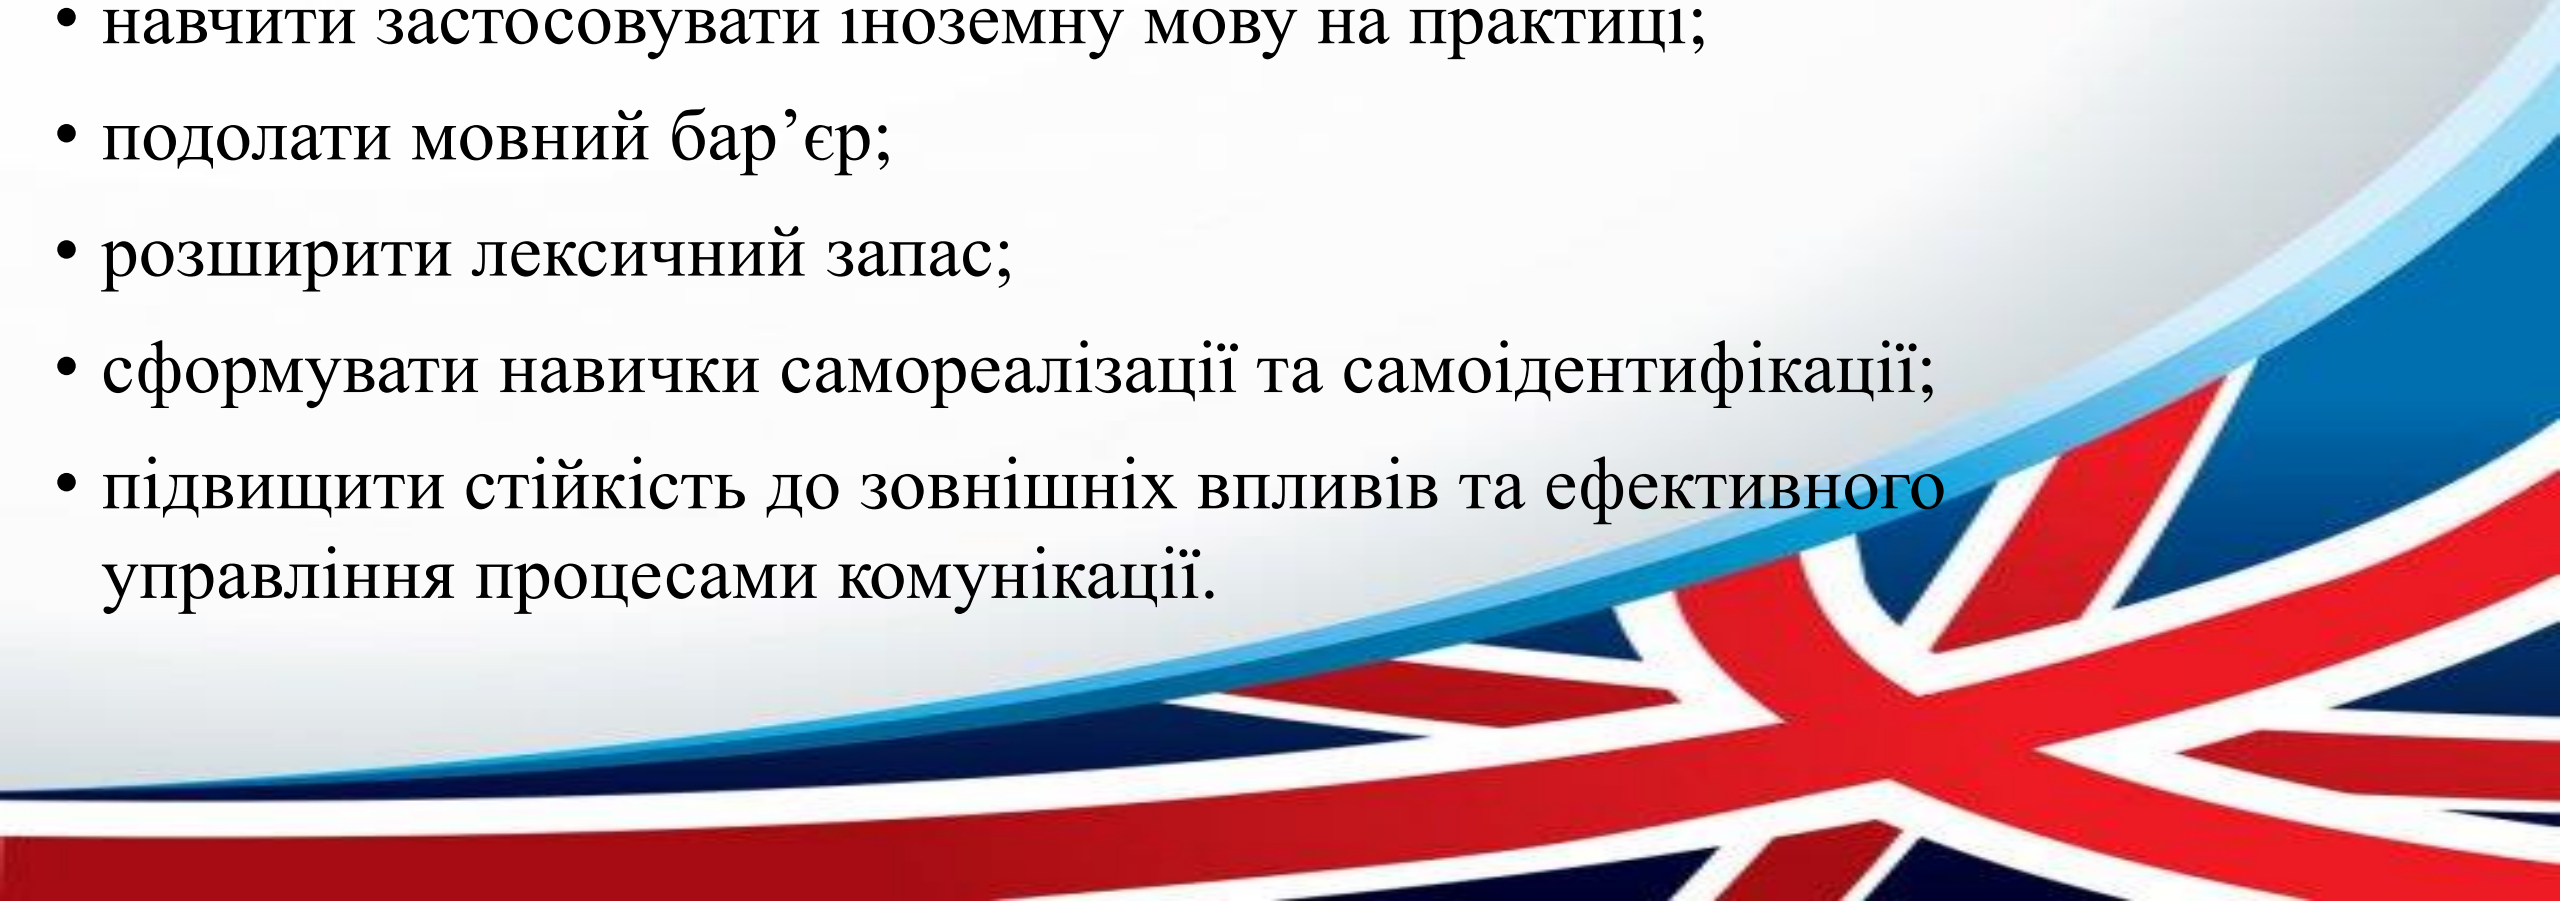 • навчити застосовувати іноземну мову на практиці;
• подолати мовний бар’єр;
• розширити лексичний запас;
• сформувати навички самореалізації та самоідентифікації;
• підвищити стійкість до зовнішніх впливів та ефективного
управління процесами комунікації.